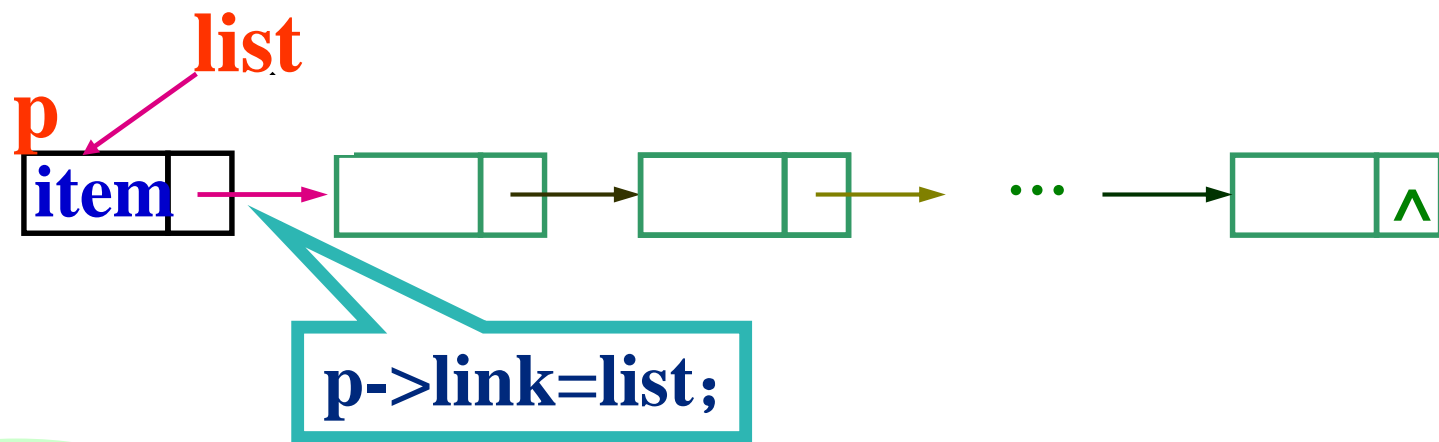 list
p
item
...
^
p->link=list；